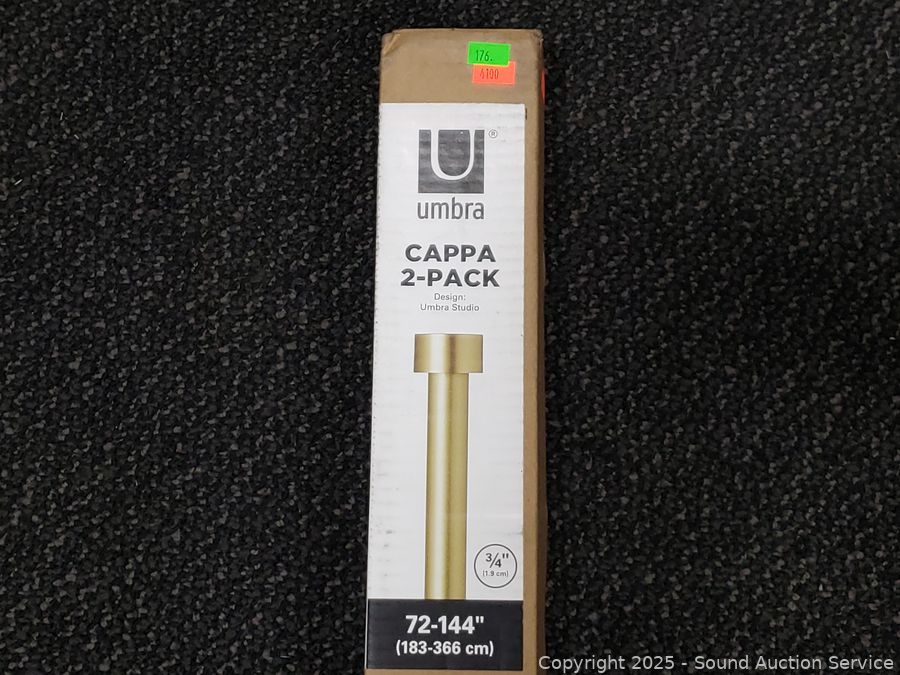 176.
4100
U®
umbra
CAPPA
2-PACK
Design:
Umbra Studio
3/4"
(1.9 cm)
72-144"
(183-366 cm)
Copyright 2025 - Sound Auction Service